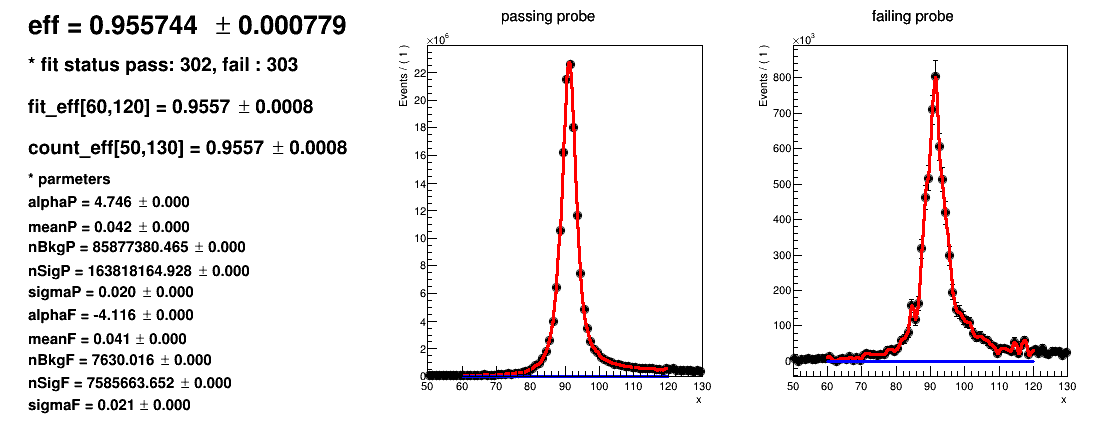 eff = 0.955744 ± 0.000779
* fit status pass: 302, fail : 303
fit_eff[60,120] = 0.9557 ± 0.0008
count_eff[50,130] = 0.9557 ± 0.0008
* parmeters
alphaP = 4.746 ± 0.000
meanP = 0.042 ± 0.000
nBkgP = 85877380.465 ± 0.000
nSigP = 163818164.928 ± 0.000
sigmaP = 0.020 ± 0.000
alphaF = -4.116 ± 0.000
meanF = 0.041 ± 0.000
nBkgF = 7630.016 ± 0.000
nSigF = 7585663.652 ± 0.000
sigmaF = 0.021 ± 0.000
passing probe
×10⁶
Events / ( 1 )
22
20
18
16
14
12
10
8
6
4
2
0
50 60 70 80 90 100 110 120 130
x
failing probe
×10³
Events / ( 1 )
800
700
600
500
400
300
200
100
0
50 60 70 80 90 100 110 120 130
x